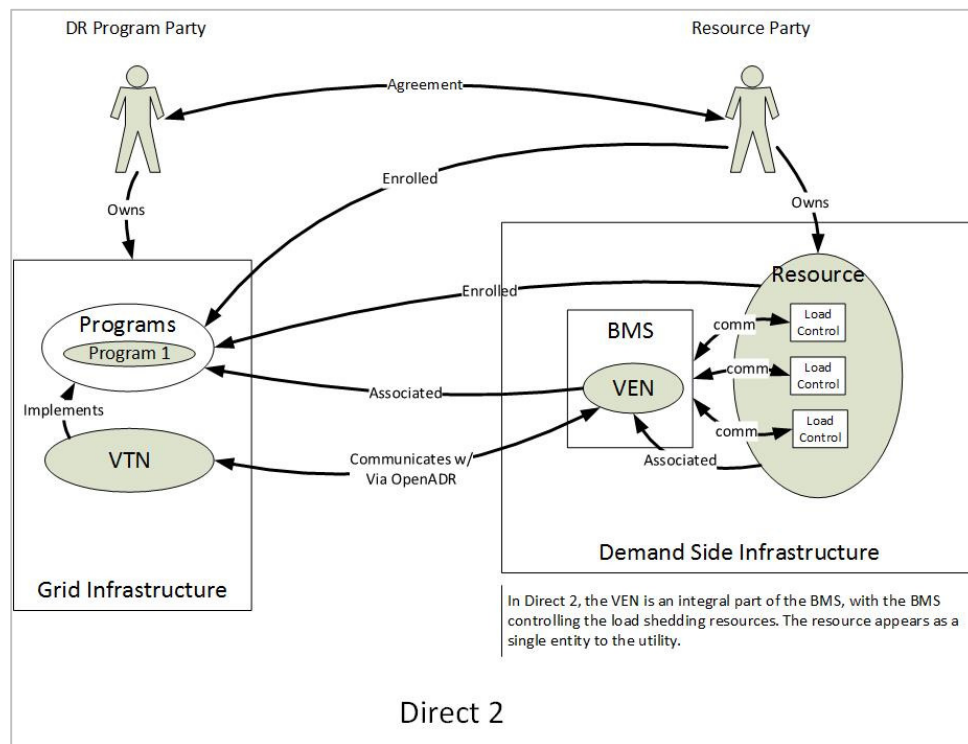 DR Program Party
Resource Party
Agreement
Enrolled
Owns
Owns
Resource
Enrolled
Programs
Program 1
BMS
comm
Load
Control
VEN
comm
Load
Control
Associated
Implements
comm
Load
Control
VTN
Communicates w/
Via OpenADR
Associated
Demand Side Infrastructure
Grid Infrastructure
In Direct 2, the VEN is an integral part of the BMS, with the BMS
controlling the load shedding resources. The resource appears as a
single entity to the utility.
Direct 2